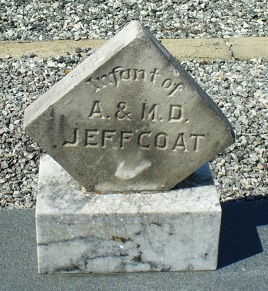 Infant of
A. & M. D.
JEFFCOAT